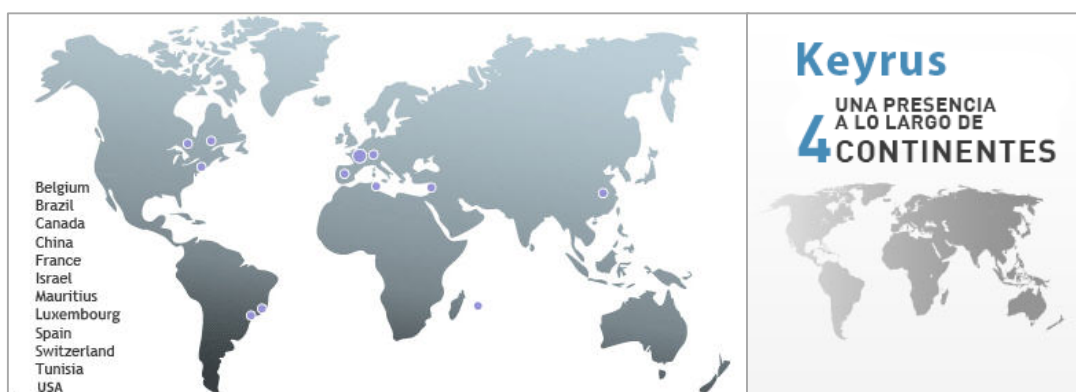 Belgium
Brazil
Canada
China
France
Israel
Mauritius
Luxembourg
Spain
Switzerland
Tunisia
USA
Keyrus
UNA PRESENCIA
A LO LARGO DE
4 CONTINENTES